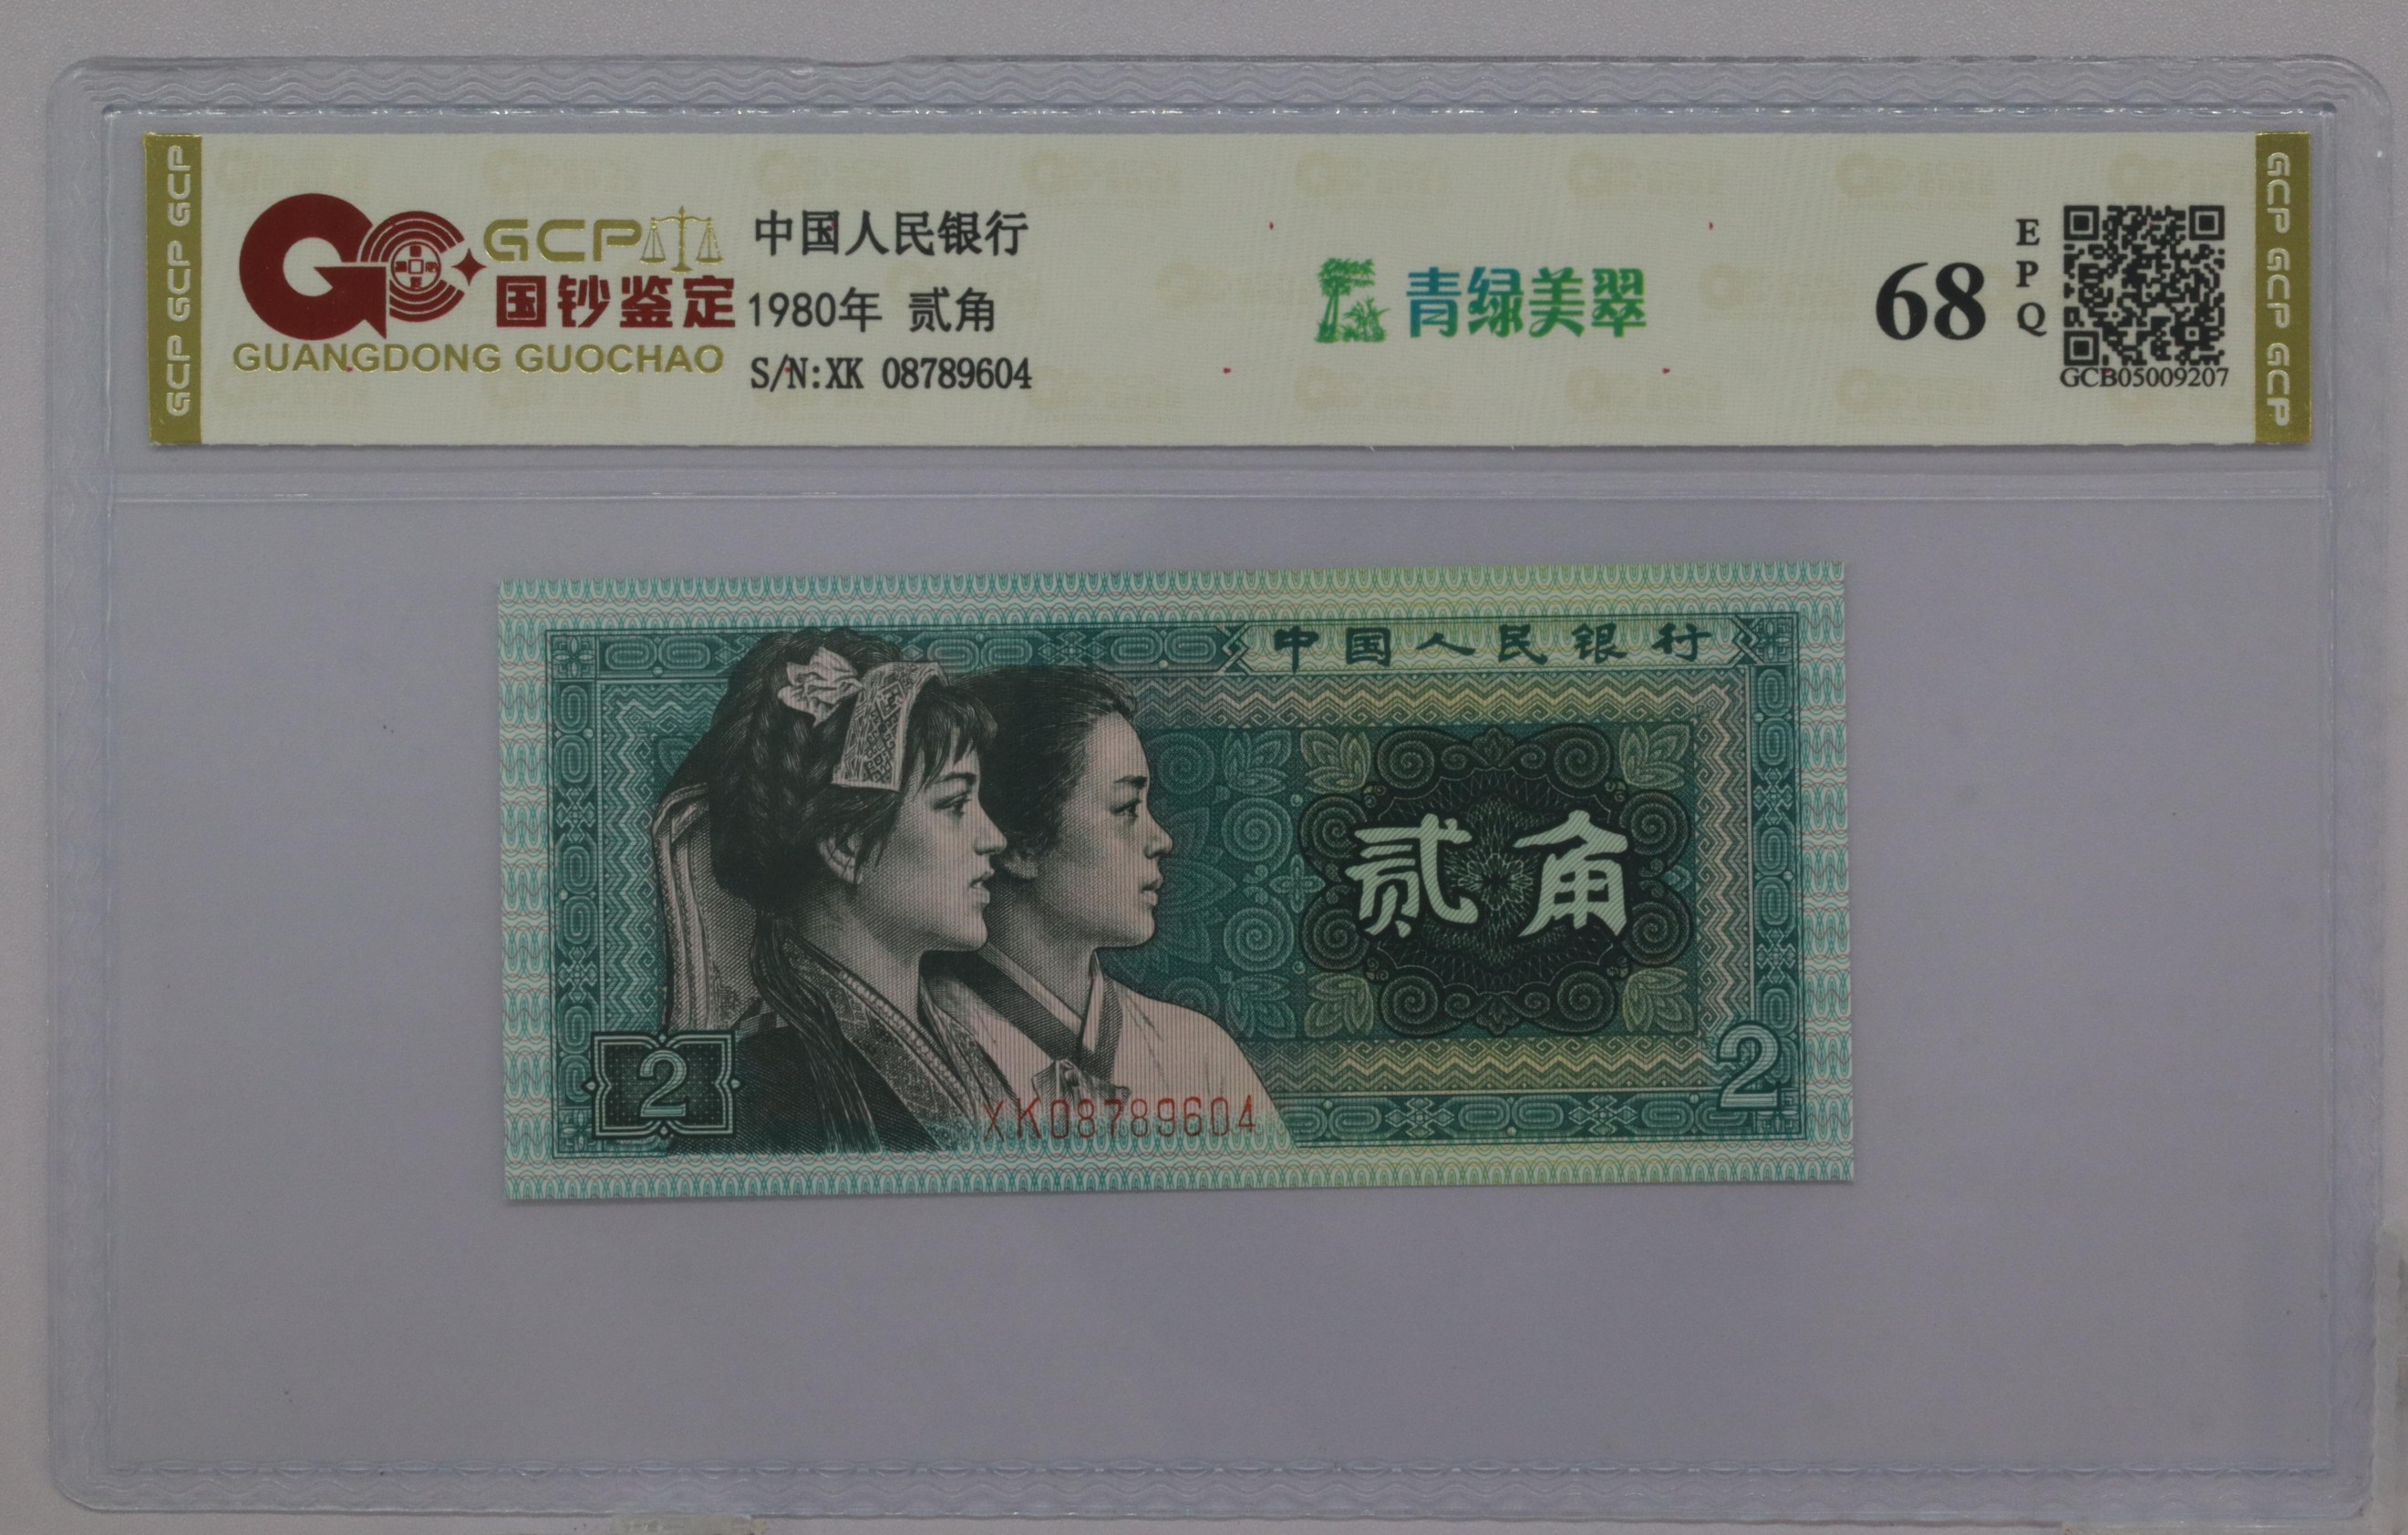 GCP GCP GCP
GCP
国钞鉴定
GUANGDONG GUOCHAO
中国人民银行
1980年 贰角
S/N:XK 08789604
青绿美翠
68
EPQ
GCB05009207
GCP GCP GCP
中国人民银行
贰角
2
2
XK08789604